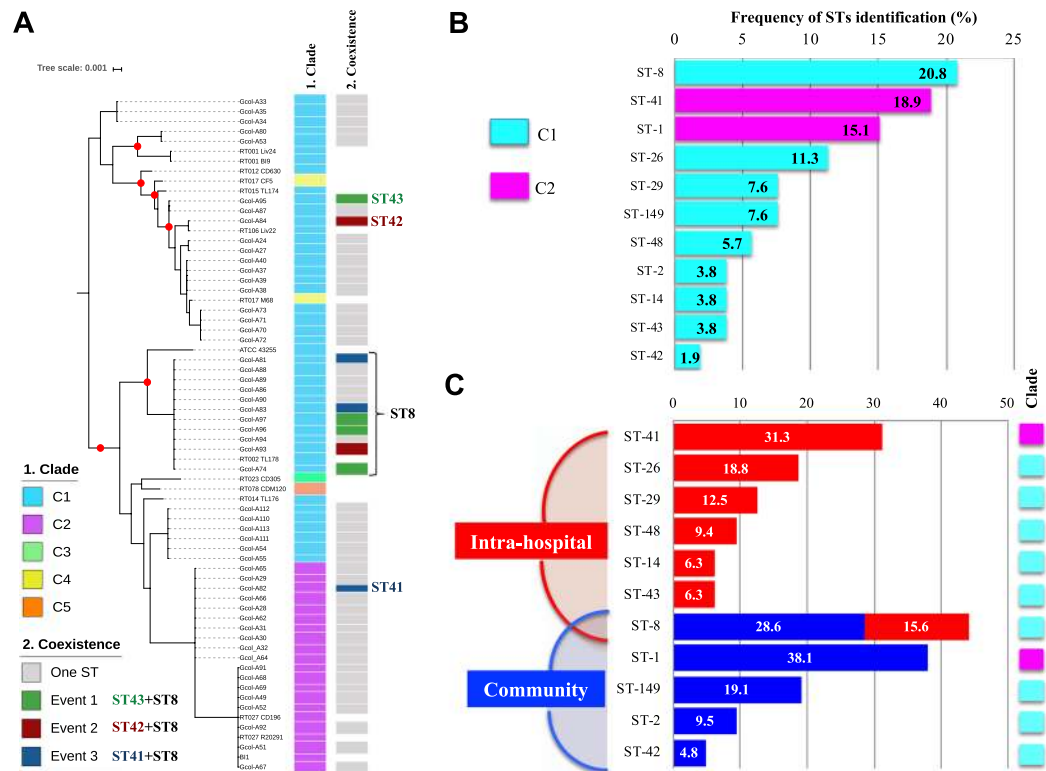 A
Tree scale: 0.001
1. Clade
2. Coexistence
Gcol-A33
Gcol-A35
Gcol-A34
Gcol-A80
Gcol-A53
RT001 Liv24
RT001 BI9
RT012 CD630
RT017 CF5
RT015 TL174
Gcol-A95
Gcol-A87
Gcol-A84
RT106 Liv22
Gcol-A24
Gcol-A27
Gcol-A40
Gcol-A37
Gcol-A39
Gcol-A38
RT017 M68
Gcol-A73
Gcol-A71
Gcol-A70
Gcol-A72
ATCC 43255
Gcol-A81
Gcol-A88
Gcol-A89
Gcol-A86
Gcol-A90
Gcol-A83
Gcol-A97
Gcol-A96
Gcol-A94
Gcol-A93
RT002 TL178
Gcol-A74
RT023 CD305
RT078 CDM120
RT014 TL176
Gcol-A112
Gcol-A110
Gcol-A113
Gcol-A111
Gcol-A54
Gcol-A55
Gcol-A65
Gcol-A29
Gcol-A82
Gcol-A66
Gcol-A28
Gcol-A62
Gcol-A31
Gcol-A30
Gcol_A32
Gcol_A64
Gcol-A91
Gcol-A68
Gcol-A69
Gcol-A49
Gcol-A52
RT027 CD196
Gcol-A92
RT027 R20291
Gcol-A51
BI1
Gcol-A67
ST43
ST42
ST8
ST41
1. Clade
C1
C2
C3
C4
C5
2. Coexistence
One ST
Event 1 ST43+ST8
Event 2 ST42+ST8
Event 3 ST41+ST8
B
Frequency of STs identification (%)
0 5 10 15 20 25
C1
C2
ST-8 20.8
ST-41 18.9
ST-1 15.1
ST-26 11.3
ST-29 7.6
ST-149 7.6
ST-48 5.7
ST-2 3.8
ST-14 3.8
ST-43 3.8
ST-42 1.9
C
Clade
0 10 20 30 40 50
Intra-hospital
Community
ST-41 31.3
ST-26 18.8
ST-29 12.5
ST-48 9.4
ST-14 6.3
ST-43 6.3
ST-8 28.6 15.6
ST-1 38.1
ST-149 19.1
ST-2 9.5
ST-42 4.8